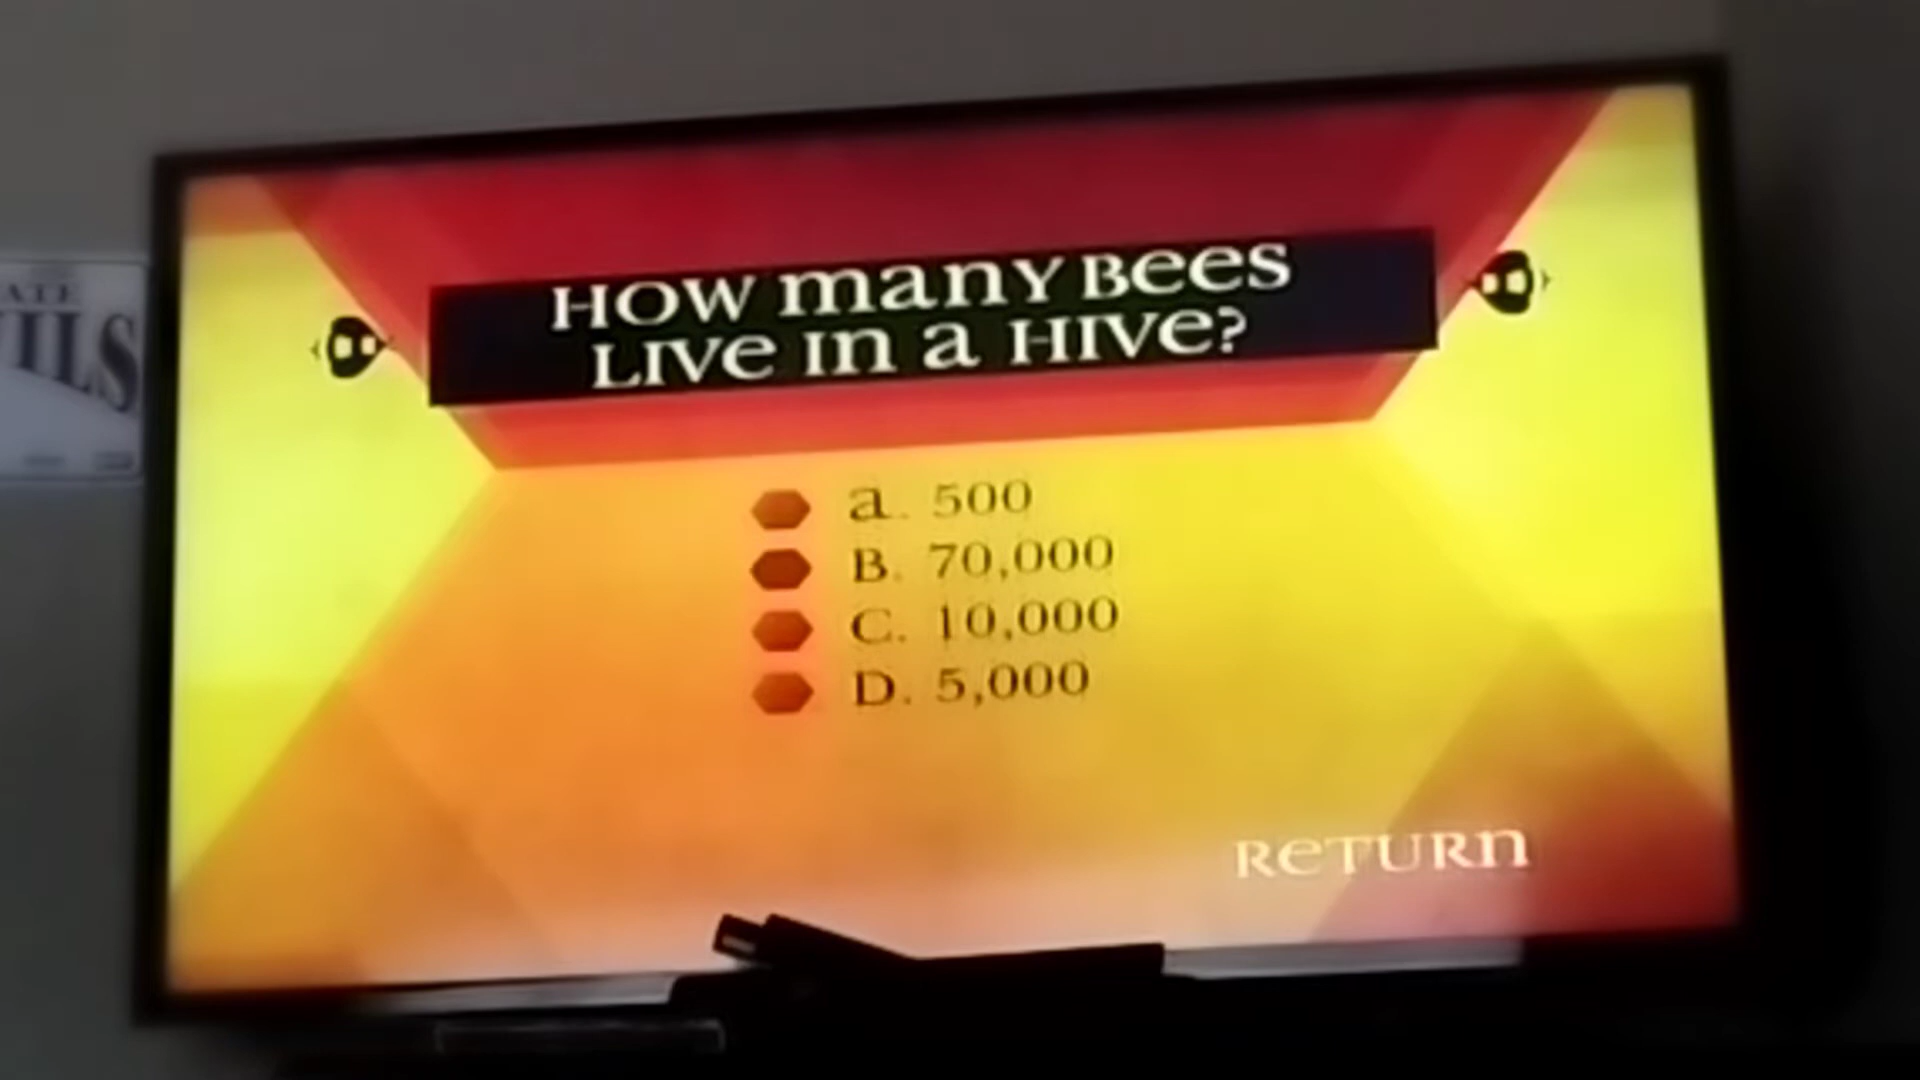 HOW many Bees
LIVE In a HIVE?
a. 500
B. 70,000
C. 10,000
D. 5,000
ReTURn